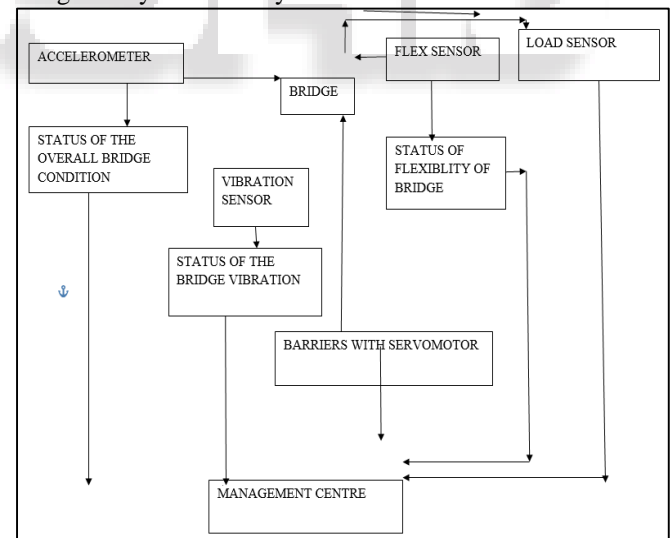 ACCELEROMETER
FLEX SENSOR
LOAD SENSOR
BRIDGE
STATUS OF THE
OVERALL BRIDGE
CONDITION
STATUS OF
FLEXIBLITY OF
BRIDGE
VIBRATION
SENSOR
STATUS OF THE
BRIDGE VIBRATION
BARRIERS WITH SERVOMOTOR
MANAGEMENT CENTRE